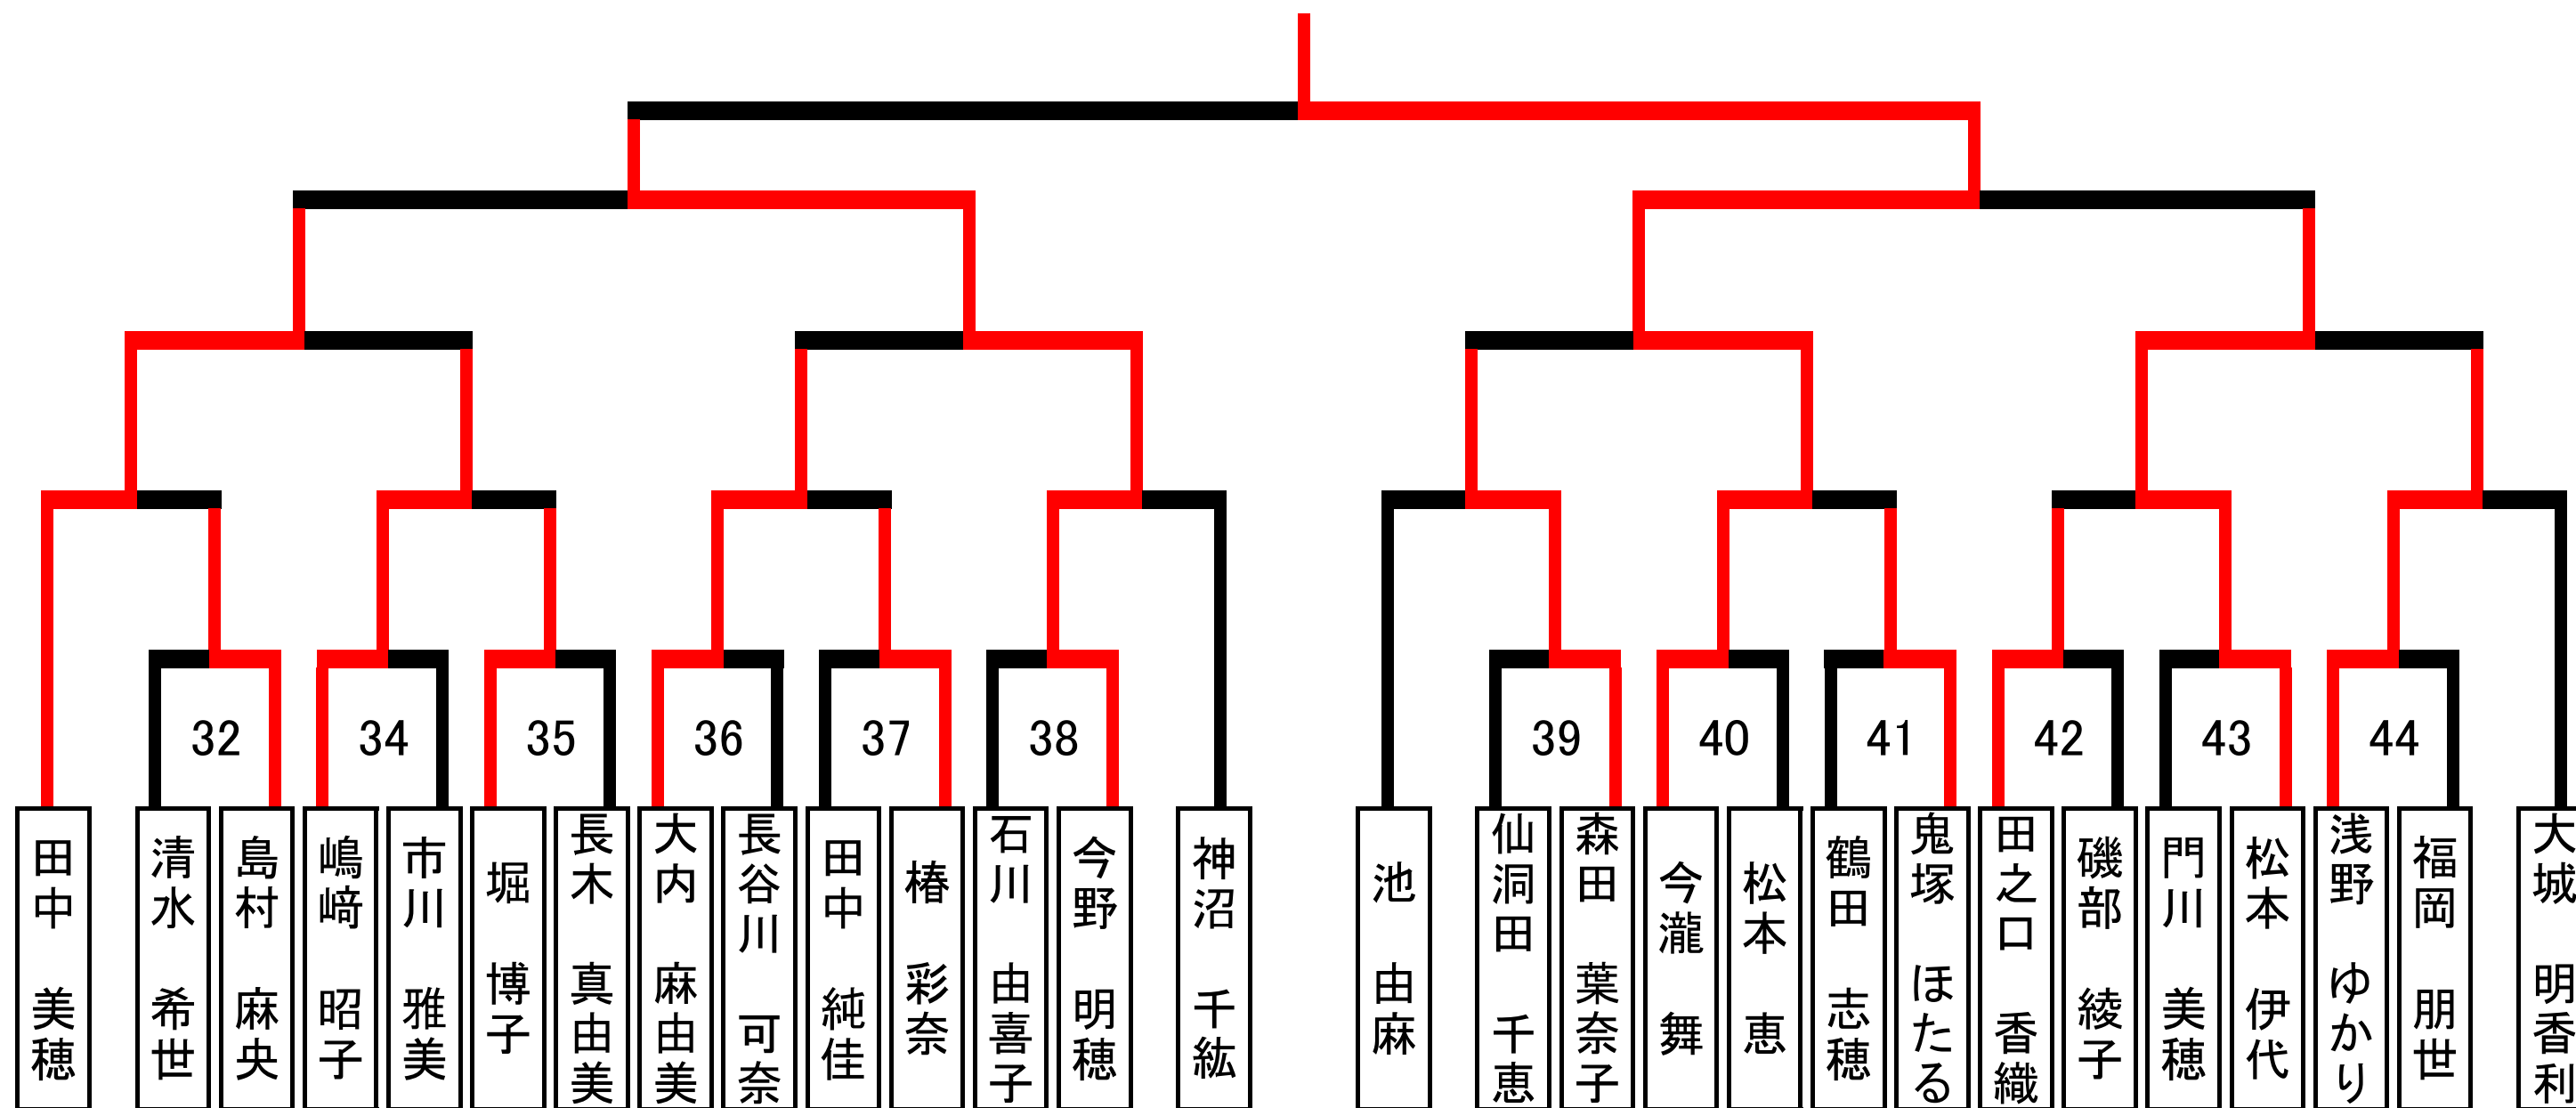 32
34
35
36
37
38
39
40
41
42
43
44
田中 美穂
清水 希世
島村 麻央
嶋﨑 昭子
市川 雅美
堀 博子
長木 真由美
大内 麻由美
長谷川 可奈
田中 純佳
椿 彩奈
石川 由喜子
今野 明穂
神沼 千紘
池 由麻
仙洞田 千恵
森田 葉奈子
今瀧 舞
松本 恵
鶴田 志穂
鬼塚 ほたる
田之口 香織
磯部 綾子
門川 美穂
松本 伊代
浅野 ゆかり
福岡 朋世
大城 明香利